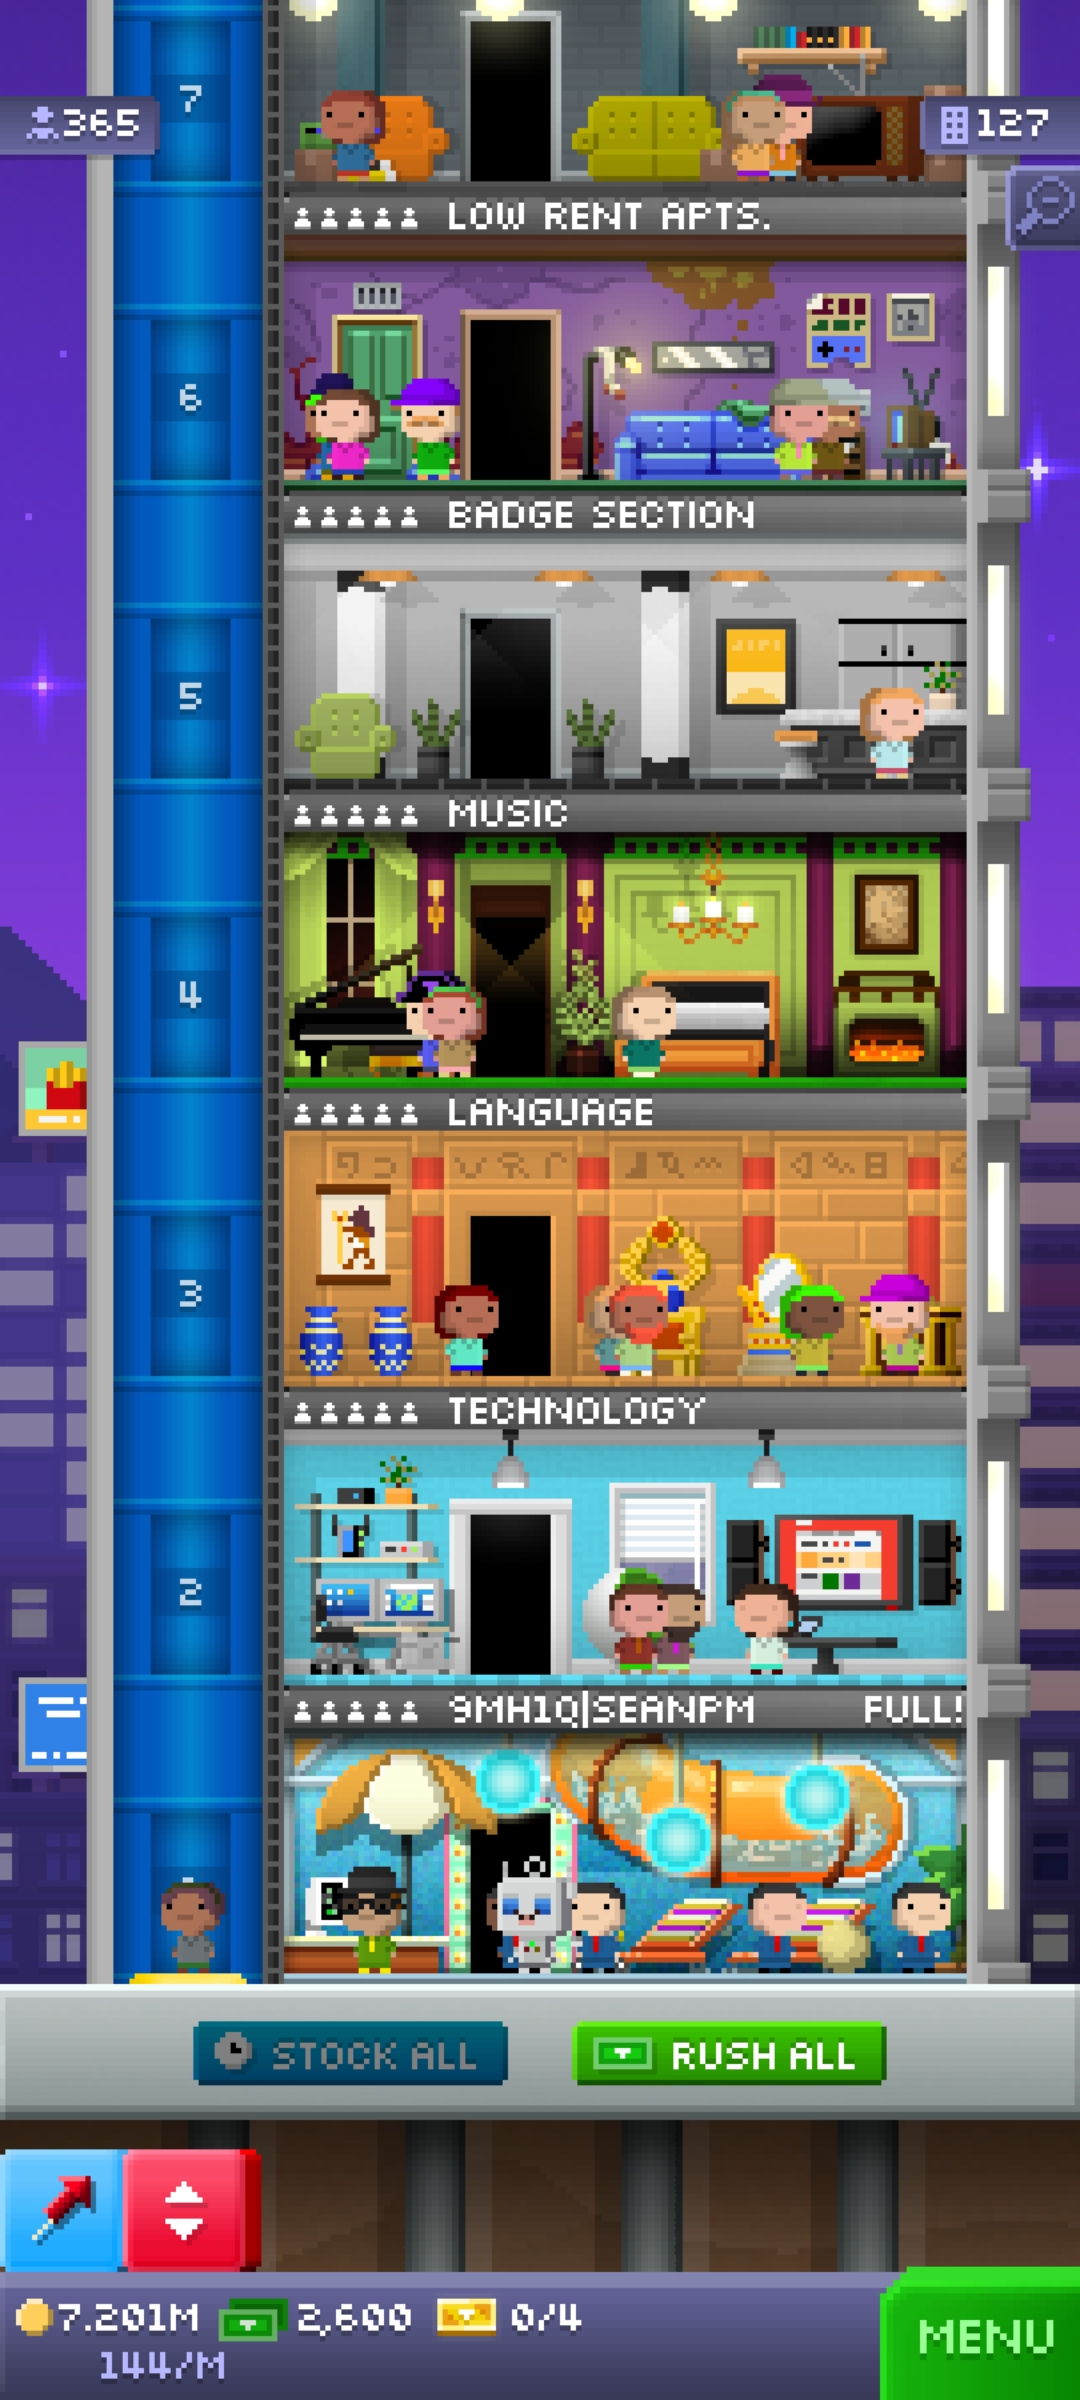 7
365
127
LOW RENT APTS.
6
BADGE SECTION
5
MUSIC
4
LANGUAGE
3
TECHNOLOGY
2
9MH1Q|SEANPM FULL!
STOCK ALL
RUSH ALL
7.201M 2,600 0/4
144/M
MENU